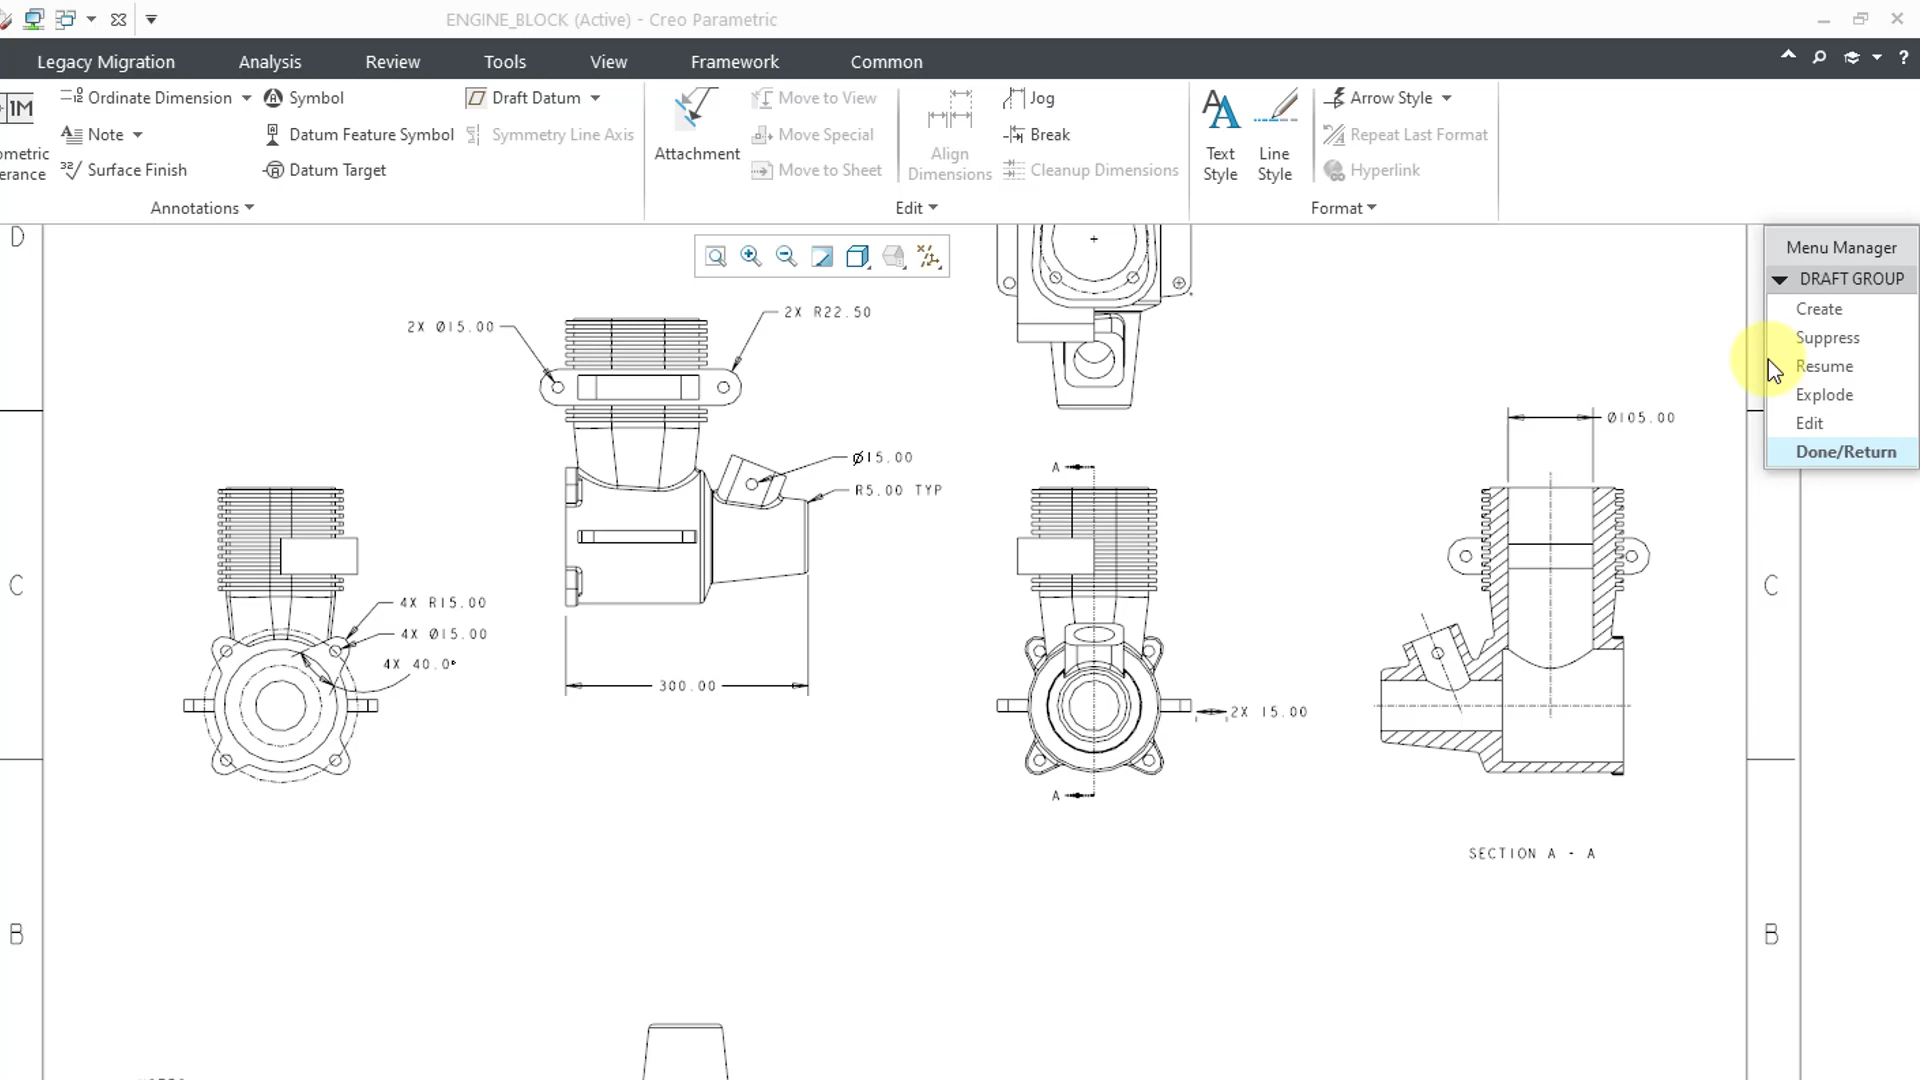 ENGINE_BLOCK (Active) - Creo Parametric
Legacy Migration Analysis Review Tools View Framework Common
1M
Ordinate Dimension Symbol Draft Datum
Note Datum Feature Symbol Symmetry Line Axis
Surface Finish Datum Target
ometric
erance
Annotations
Attachment
Move to View
Move Special
Move to Sheet
Align
Dimensions
Jog
Break
Cleanup Dimensions
Edit
Text
Style
Line
Style
Arrow Style
Repeat Last Format
Hyperlink
Format
Menu Manager
DRAFT GROUP
Create
Suppress
Resume
Explode
Edit
Done/Return
D
2X Ø15.00
2X R22.50
Ø15.00
R5.00 TYP
Ø105.00
A
C
C
4X R15.00
4X Ø15.00
4X 40.0°
300.00
2X 15.00
A
SECTION A - A
B
B